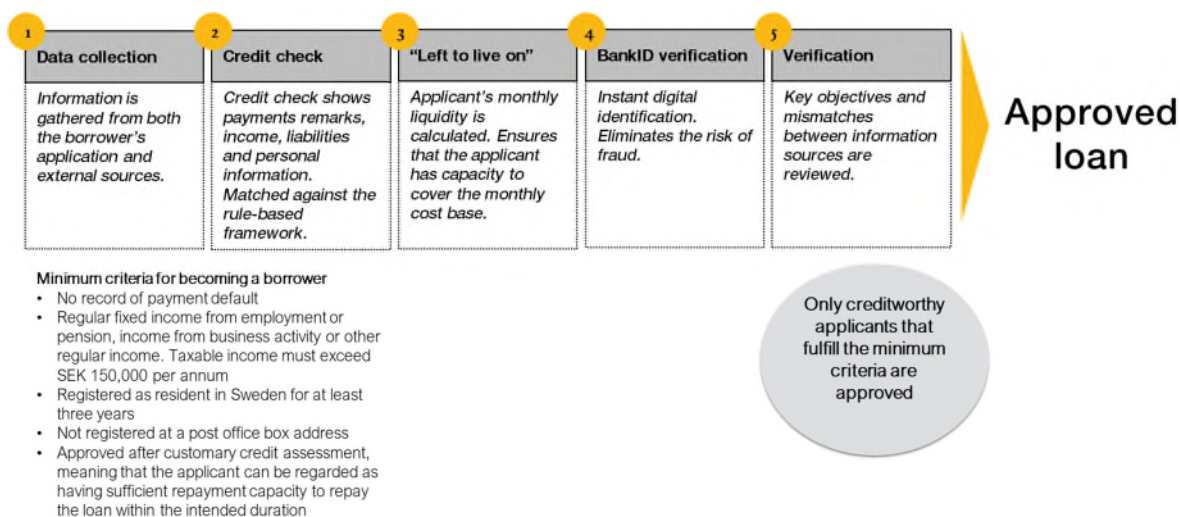 1
Data collection
Information is
gathered from both
the borrower's
application and
external sources.
2
Credit check
Credit check shows
payments remarks,
income, liabilities
and personal
information.
Matched against the
rule-based
framework.
3
"Left to live on"
Applicant's monthly
liquidity is
calculated. Ensures
that the applicant
has capacity to
cover the monthly
cost base.
4
BankID verification
Instant digital
identification.
Eliminates the risk of
fraud.
5
Verification
Key objectives and
mismatches
between information
sources are
reviewed.
Approved
loan
Minimum criteria for becoming a borrower
• No record of payment default
• Regular fixed income from employment or
pension, income from business activity or other
regular income. Taxable income must exceed
SEK 150,000 per annum
• Registered as resident in Sweden for at least
three years
• Not registered at a post office box address
• Approved after customary credit assessment,
meaning that the applicant can be regarded as
having sufficient repayment capacity to repay
the loan within the intended duration
Only creditworthy
applicants that
fulfill the minimum
criteria are
approved